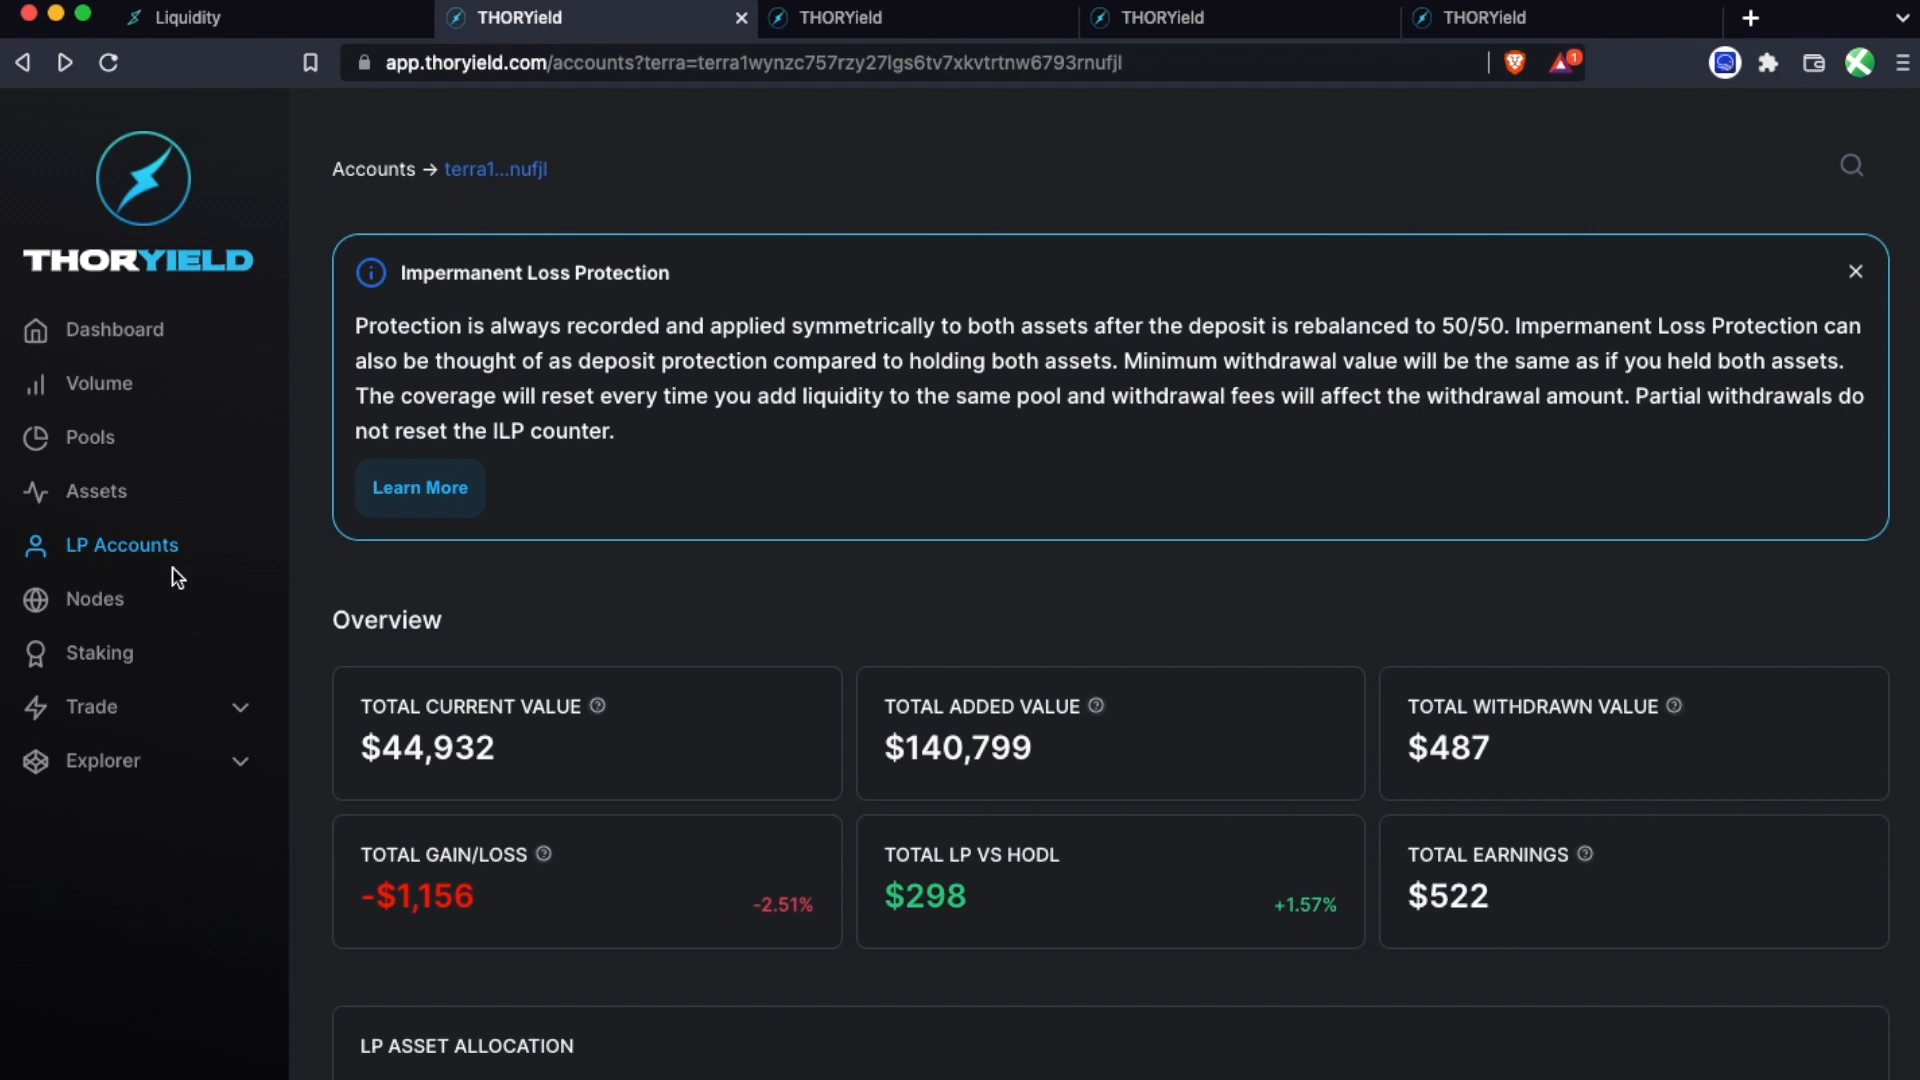 Liquidity
THORYield
THORYield
THORYield
THORYield
app.thoryield.com/accounts?terra=terra1wynzc757rzy27lgs6tv7xkvtrtnw6793rnufjl
1
THORYIELD
Dashboard
Volume
Pools
Assets
LP Accounts
Nodes
Staking
Trade
Explorer
Accounts → terra1...nufjl
Impermanent Loss Protection
Protection is always recorded and applied symmetrically to both assets after the deposit is rebalanced to 50/50. Impermanent Loss Protection can
also be thought of as deposit protection compared to holding both assets. Minimum withdrawal value will be the same as if you held both assets.
The coverage will reset every time you add liquidity to the same pool and withdrawal fees will affect the withdrawal amount. Partial withdrawals do
not reset the ILP counter.
Learn More
Overview
TOTAL CURRENT VALUE
$44,932
TOTAL ADDED VALUE
$140,799
TOTAL WITHDRAWN VALUE
$487
TOTAL GAIN/LOSS
-$1,156
-2.51%
TOTAL LP VS HODL
$298
+1.57%
TOTAL EARNINGS
$522
LP ASSET ALLOCATION